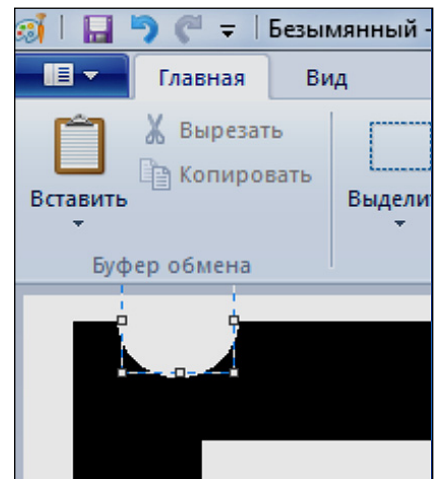 Безымянный -
Главная Вид
Вырезать
Копировать
Вставить
Выделит
Буфер обмена